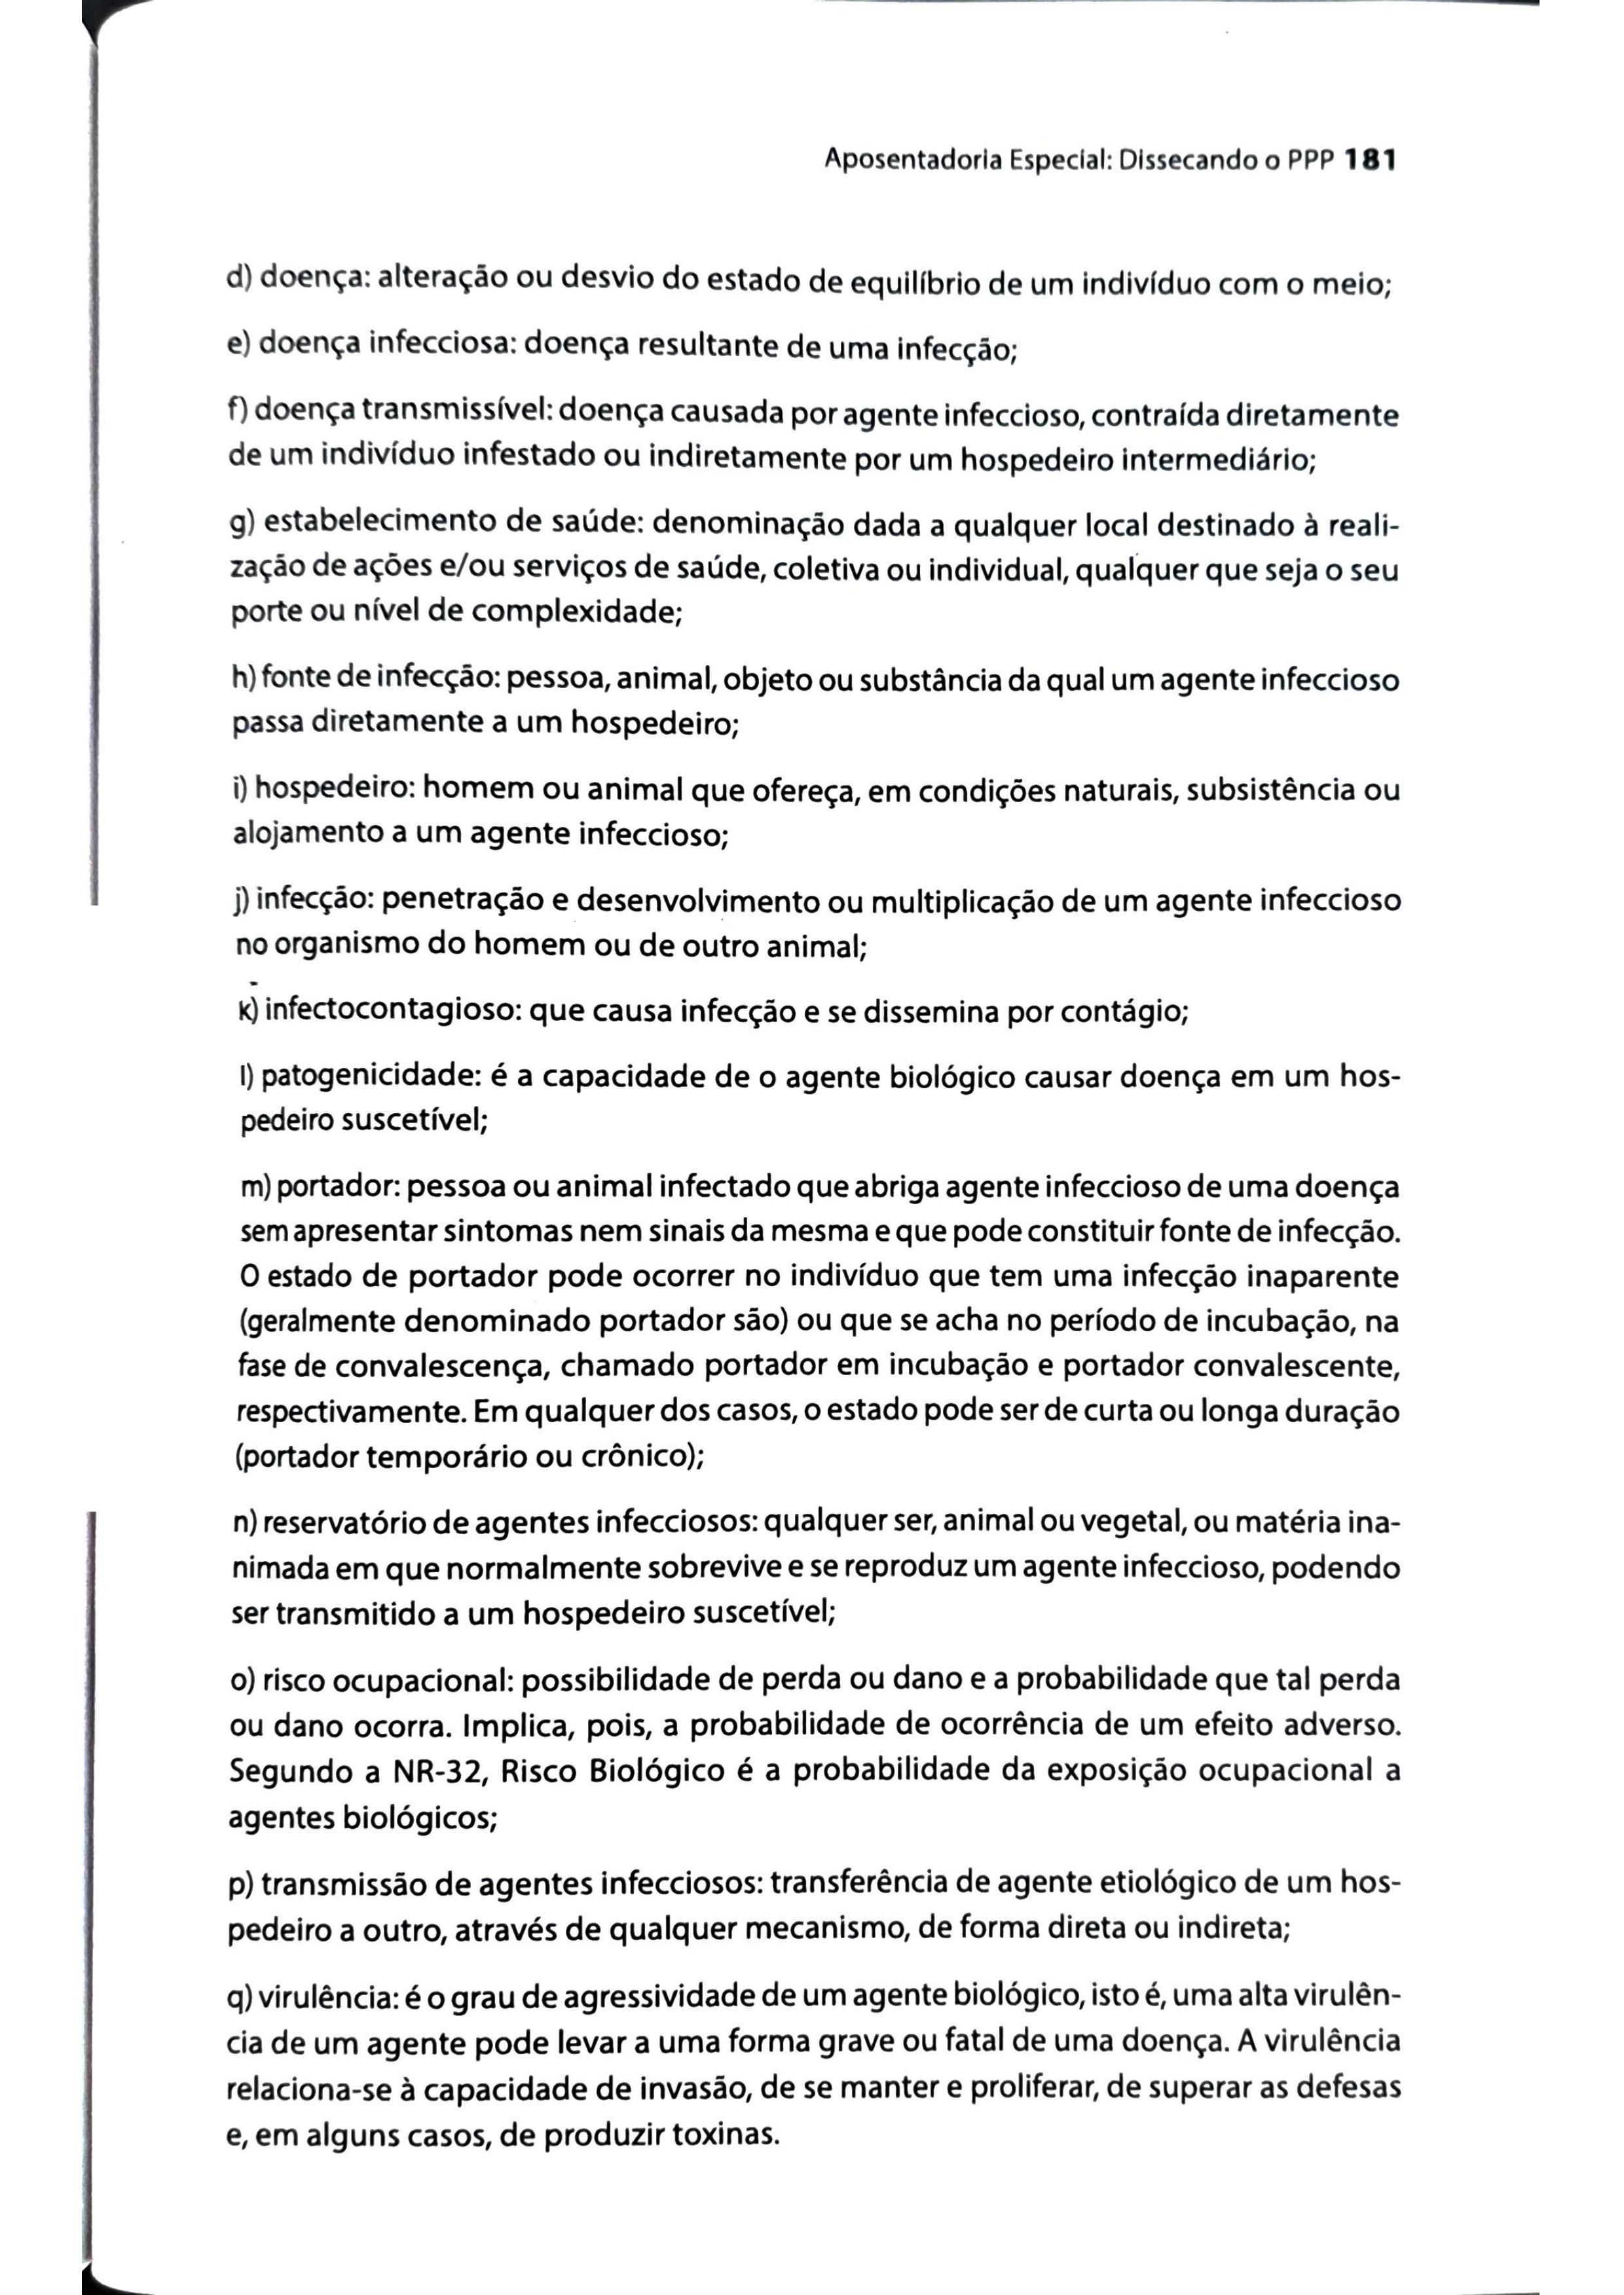 Aposentadoria Especial: Dissecando o PPP 181
d) doença: alteração ou desvio do estado de equilíbrio de um indivíduo com o meio;
e) doença infecciosa: doença resultante de uma infecção;
f) doença transmissível: doença causada por agente infeccioso, contraída diretamente
de um indivíduo infestado ou indiretamente por um hospedeiro intermediário;
g) estabelecimento de saúde: denominação dada a qualquer local destinado à reali-
zação de ações e/ou serviços de saúde, coletiva ou individual, qualquer que seja o seu
porte ou nível de complexidade;
h) fonte de infecção: pessoa, animal, objeto ou substância da qual um agente infeccioso
passa diretamente a um hospedeiro;
i) hospedeiro: homem ou animal que ofereça, em condições naturais, subsistência ou
alojamento a um agente infeccioso;
j) infecção: penetração e desenvolvimento ou multiplicação de um agente infeccioso
no organismo do homem ou de outro animal;
k) infectocontagioso: que causa infecção e se dissemina por contágio;
l) patogenicidade: é a capacidade de o agente biológico causar doença em um hos-
pedeiro suscetível;
m) portador: pessoa ou animal infectado que abriga agente infeccioso de uma doença
sem apresentar sintomas nem sinais da mesma e que pode constituir fonte de infecção.
O estado de portador pode ocorrer no indivíduo que tem uma infecção inaparente
(geralmente denominado portador são) ou que se acha no período de incubação, na
fase de convalescença, chamado portador em incubação e portador convalescente,
respectivamente. Em qualquer dos casos, o estado pode ser de curta ou longa duração
(portador temporário ou crônico);
n) reservatório de agentes infecciosos: qualquer ser, animal ou vegetal, ou matéria ina-
nimada em que normalmente sobrevive e se reproduz um agente infeccioso, podendo
ser transmitido a um hospedeiro suscetível;
o) risco ocupacional: possibilidade de perda ou dano e a probabilidade que tal perda
ou dano ocorra. Implica, pois, a probabilidade de ocorrência de um efeito adverso.
Segundo a NR-32, Risco Biológico é a probabilidade da exposição ocupacional a
agentes biológicos;
p) transmissão de agentes infecciosos: transferência de agente etiológico de um hos-
pedeiro a outro, através de qualquer mecanismo, de forma direta ou indireta;
q) virulência: é o grau de agressividade de um agente biológico, isto é, uma alta virulên-
cia de um agente pode levar a uma forma grave ou fatal de uma doença. A virulência
relaciona-se à capacidade de invasão, de se manter e proliferar, de superar as defesas
e, em alguns casos, de produzir toxinas.